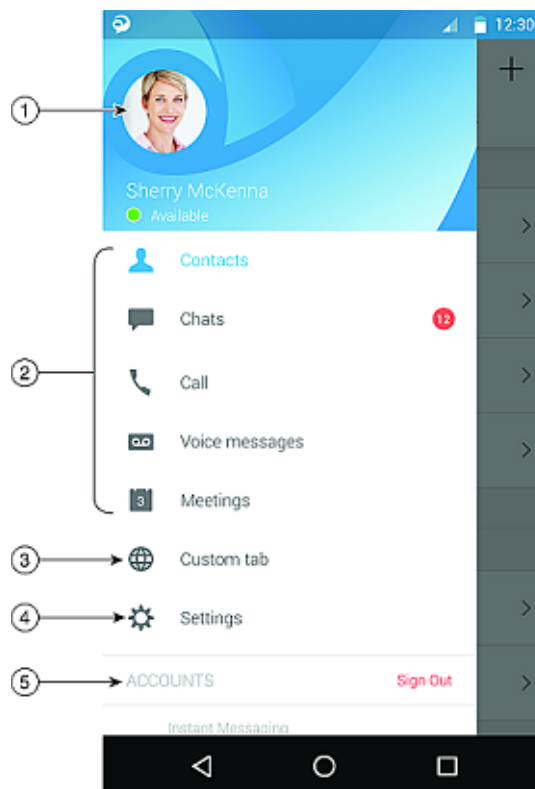 12:30
1
Sherry McKenna
Available
Contacts
Chats 12
2
Call
Voice messages
3 Meetings
3 Custom tab
4 Settings
5 ACCOUNTS Sign Out
Instant Messaging